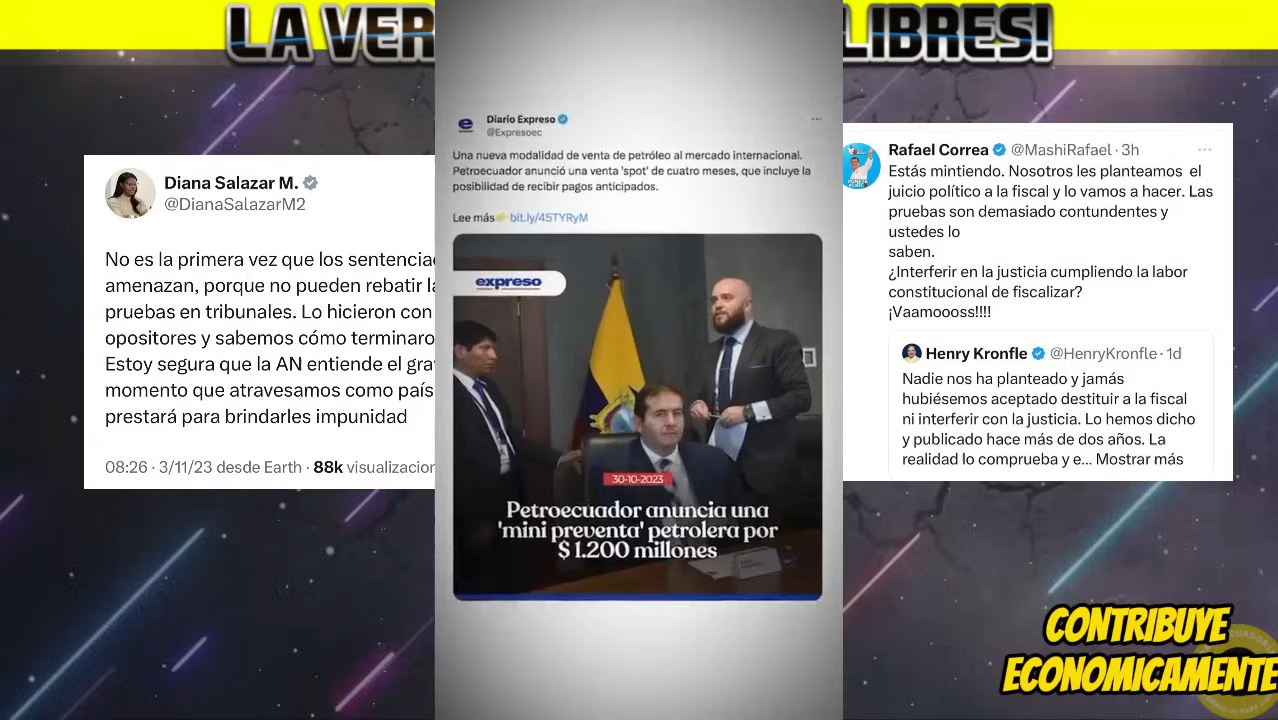 LA VER
LIBRES!
Diana Salazar M.
@DianaSalazarM2
No es la primera vez que los
amenazan, porque no pueden rebatir
pruebas en tribunales. Lo hicieron con
opositores y sabemos cómo
Estoy segura que la AN entiende el
momento que atravesamos como país
prestará para brindarles impunidad
08:26 · 3/11/23 desde Earth · 88k
Diario Expreso
@Expresoec
Una nueva modalidad de venta de petróleo al mercado internacional.
Petroecuador anunció una venta 'spot' de cuatro meses, que incluye la
posibilidad de recibir pagos anticipados.
Lee más👉bit.ly/45TYRyM
expreso
30-10-2023
Petroecuador anuncia una
'mini preventa' petrolera por
$ 1.200 millones
Rafael Correa @MashiRafael · 3h
Estás mintiendo. Nosotros les planteamos el
juicio político a la fiscal y lo vamos a hacer. Las
pruebas son demasiado contundentes y
ustedes lo
saben.
¿Interferir en la justicia cumpliendo la labor
constitucional de fiscalizar?
¡Vaamoooss!!!!
Henry Kronfle @HenryKronfle · 1d
Nadie nos ha planteado y jamás
hubiésemos aceptado destituir a la fiscal
ni interferir con la justicia. Lo hemos dicho
y publicado hace más de dos años. La
realidad lo comprueba y e... Mostrar más
CONTRIBUYE
ECONOMICAMENTE